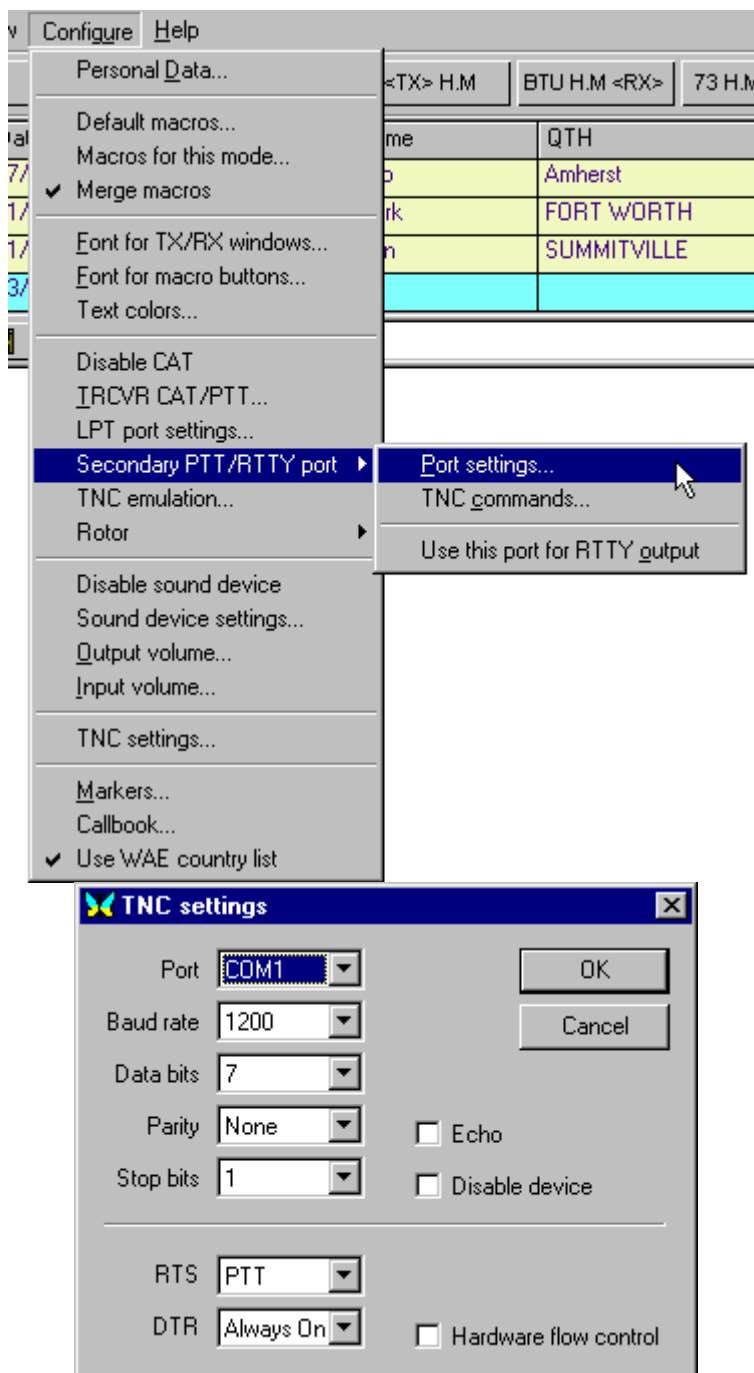 Configure Help
Personal Data...
<TX> H.M BTU H.M <RX> 73 H.M
Default macros...
QTH
Macros for this mode...
Amherst
Merge macros
FORT WORTH
Font for TX/RX windows...
SUMMITVILLE
Font for macro buttons...
Text colors...
Disable CAT
TRCVR CAT/PTT...
LPT port settings...
Secondary PTT/RTTY port
Port settings...
TNC emulation...
TNC commands...
Rotor
Use this port for RTTY output
Disable sound device
Sound device settings...
Output volume...
Input volume...
TNC settings...
Markers...
Callbook...
Use WAE country list
TNC settings
Port COM1 OK
Baud rate 1200 Cancel
Data bits 7
Parity None Echo
Stop bits 1 Disable device
RTS PTT
DTR Always On Hardware flow control